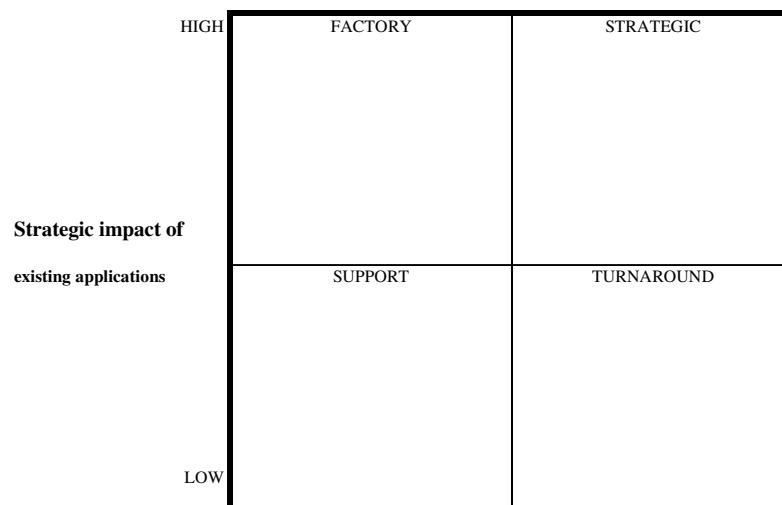 HIGH FACTORY STRATEGIC
Strategic impact of
existing applications SUPPORT TURNAROUND
LOW